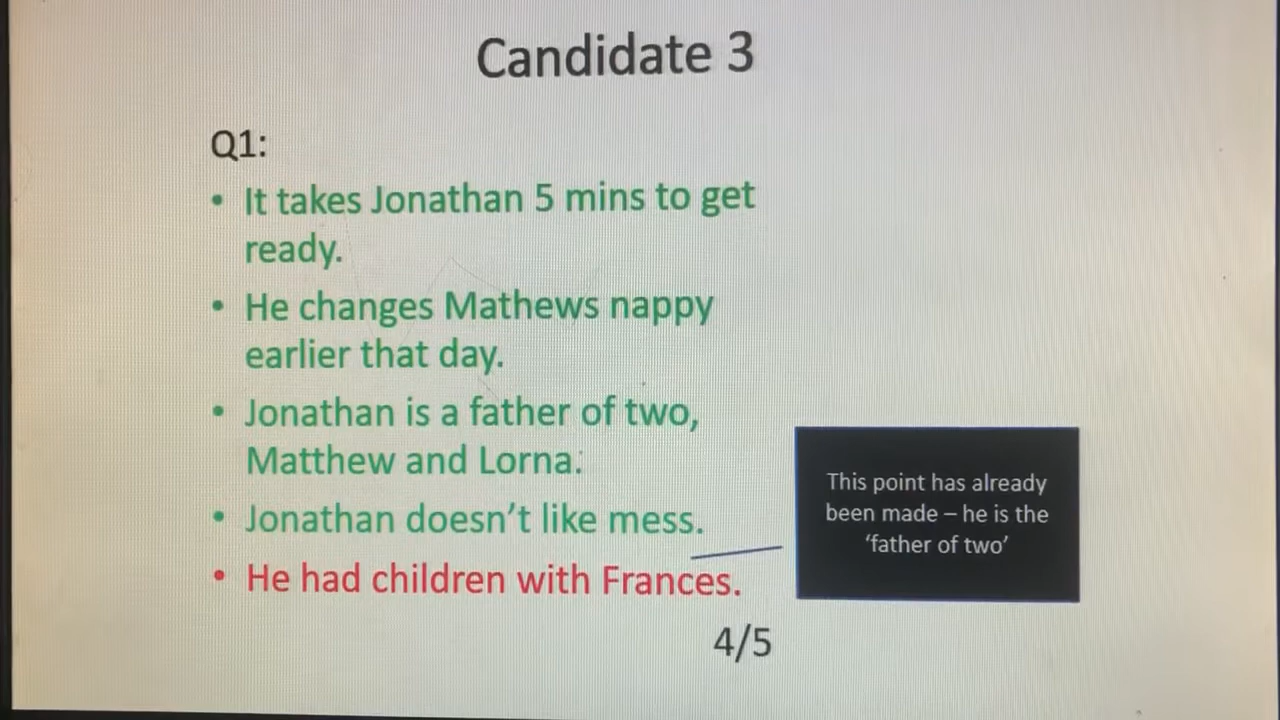 Candidate 3
Q1:
• It takes Jonathan 5 mins to get
ready.
• He changes Mathews nappy
earlier that day.
• Jonathan is a father of two,
Matthew and Lorna.
• Jonathan doesn't like mess.
• He had children with Frances.
This point has already
been made – he is the
'father of two'
4/5